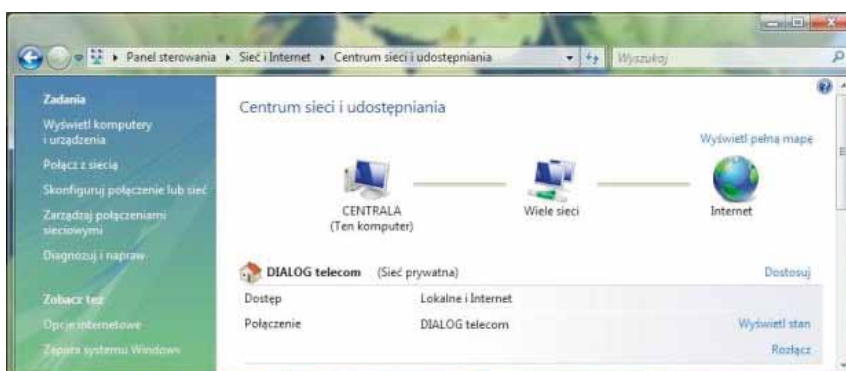 Panel sterowania ▸ Sieć i Internet ▸ Centrum sieci i udostępniania
Wyszukaj
Zadania
Wyświetl komputery
i urządzenia
Połącz z siecią
Skonfiguruj połączenie lub sieć
Zarządzaj połączeniami
sieciowymi
Diagnozuj i napraw
Zobacz też
Opcje internetowe
Zapora systemu Windows
Centrum sieci i udostępniania
Wyświetl pełną mapę
CENTRALA
(Ten komputer)
Wiele sieci
Internet
DIALOG telecom (Sieć prywatna)
Dostosuj
Dostęp
Lokalne i Internet
Połączenie
DIALOG telecom
Wyświetl stan
Rozłącz